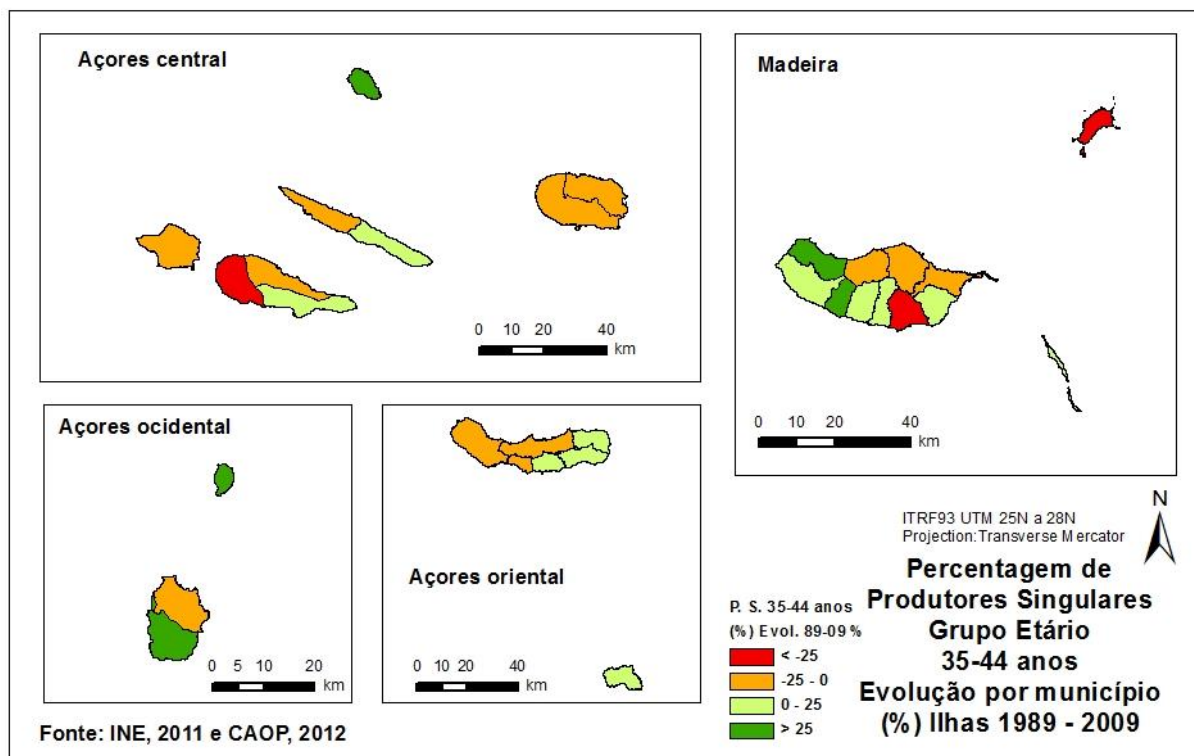 Açores central
0 10 20 40
km
Madeira
0 10 20 40
km
Açores ocidental
0 5 10 20
km
Açores oriental
0 10 20 40
km
N
ITRF93 UTM 25N a 28N
Projection:Transverse Mercator
Percentagem de
Produtores Singulares
Grupo Etário
35-44 anos
Evolução por município
(%) Ilhas 1989 - 2009
P. S. 35-44 anos
(%) Evol. 89-09 %
< -25
-25 - 0
0 - 25
> 25
Fonte: INE, 2011 e CAOP, 2012